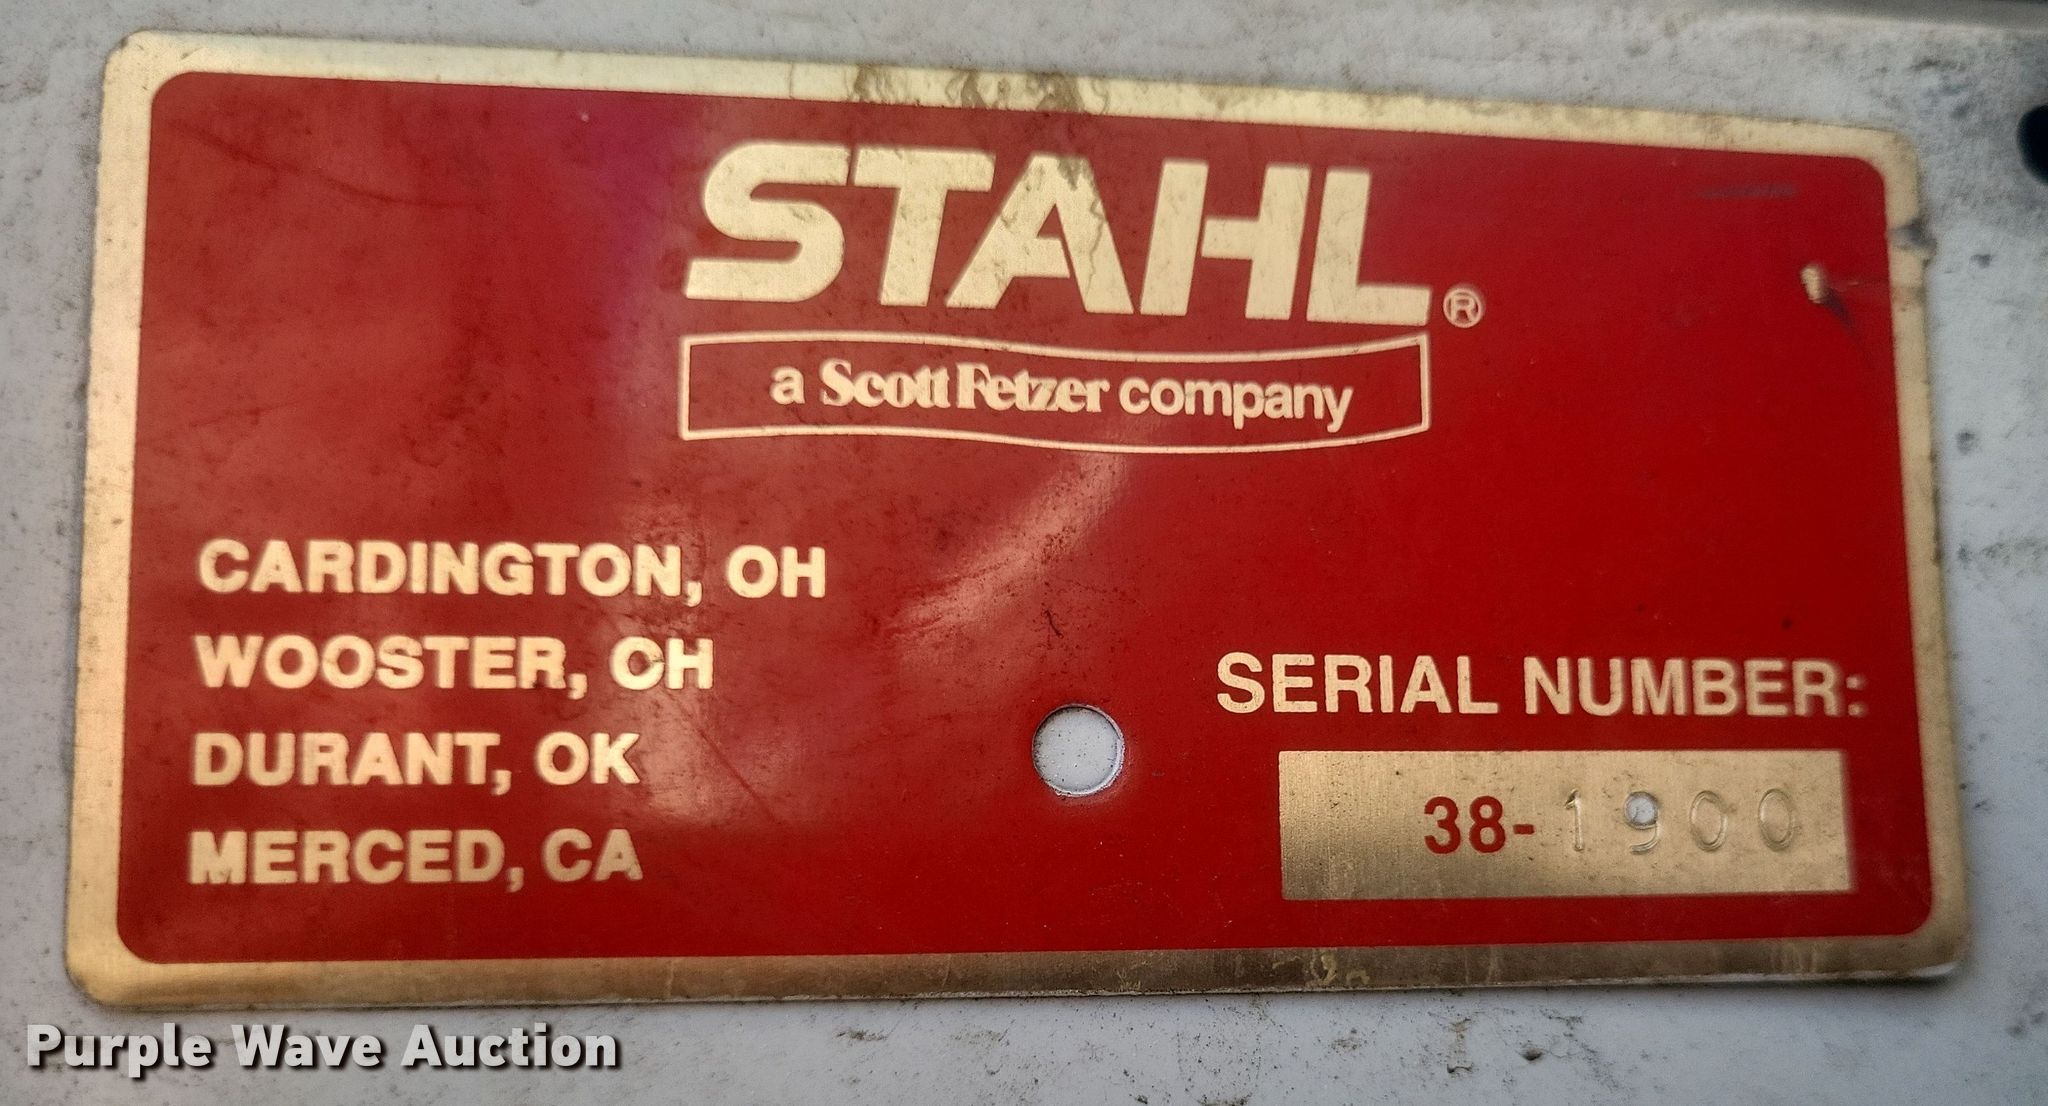 STAHL®
a Scott Fetzer company
CARDINGTON, OH
WOOSTER, OH
DURANT, OK
MERCED, CA
SERIAL NUMBER:
38-1900
Purple Wave Auction